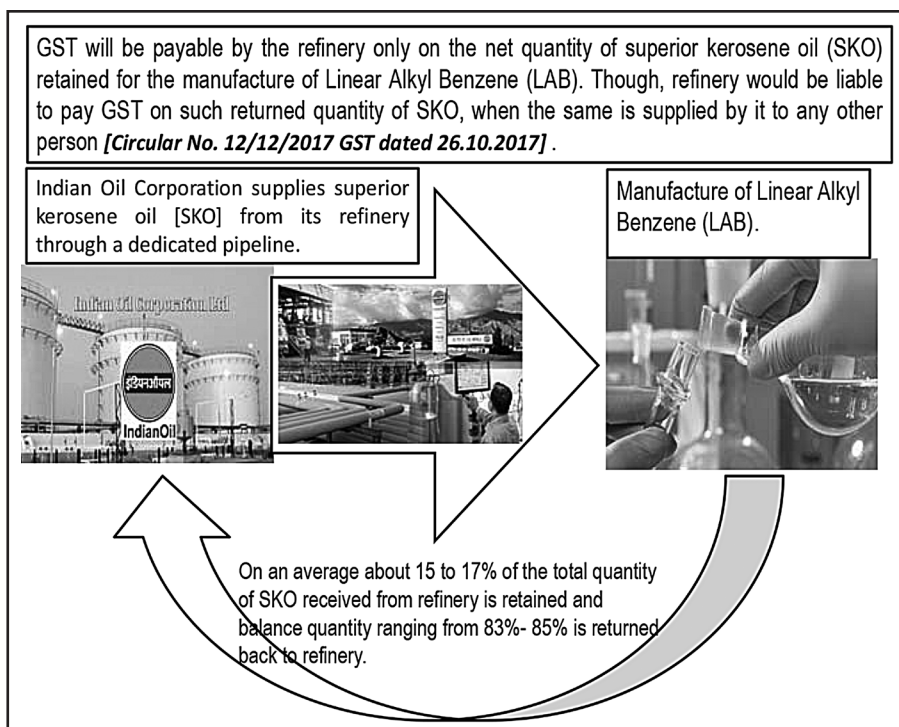 GST will be payable by the refinery only on the net quantity of superior kerosene oil (SKO)
retained for the manufacture of Linear Alkyl Benzene (LAB). Though, refinery would be liable
to pay GST on such returned quantity of SKO, when the same is supplied by it to any other
person [Circular No. 12/12/2017 GST dated 26.10.2017] .
Indian Oil Corporation supplies superior
kerosene oil [SKO] from its refinery
through a dedicated pipeline.
Manufacture of Linear Alkyl
Benzene (LAB).
Indian Oil Corporation Ltd
इंडियनऑयल
IndianOil
On an average about 15 to 17% of the total quantity
of SKO received from refinery is retained and
balance quantity ranging from 83%- 85% is returned
back to refinery.